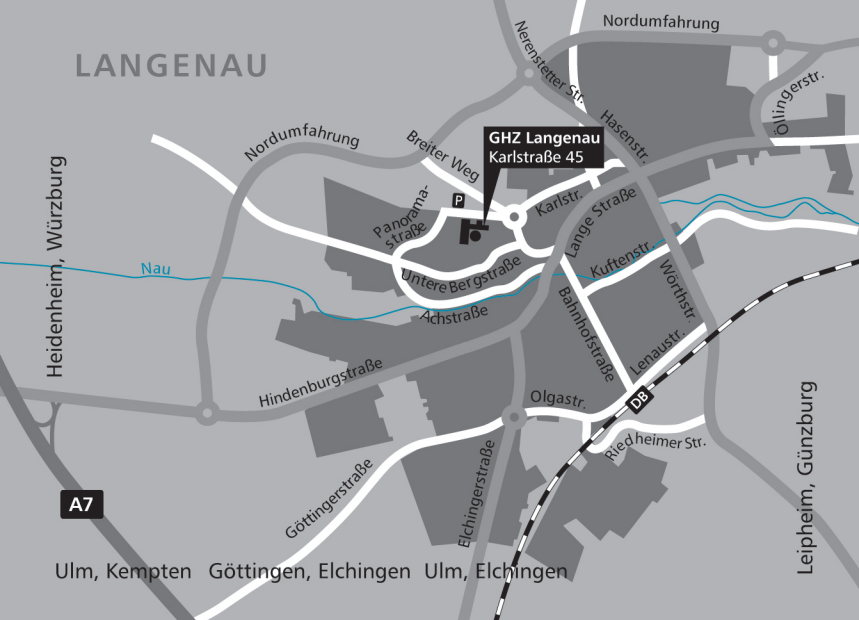 Nordumfahrung
LANGENAU
Nerenstetter Str.
Öllingerstr.
Hasenstr.
Nordumfahrung
Breiter Weg
GHZ Langenau
Karlstraße 45
P
Panorama-
straße
Karlstr.
Lange Straße
Heidenheim, Würzburg
Nau
Untere Bergstraße
Kuftenstr.
Wörthstr.
Achstraße
Bahnhofstraße
Lenaustr.
Hindenburgstraße
Olgastr.
DB
Riedheimer Str.
Leipheim, Günzburg
Göttingerstraße
Elchingerstraße
A7
Ulm, Kempten
Göttingen, Elchingen
Ulm, Elchingen